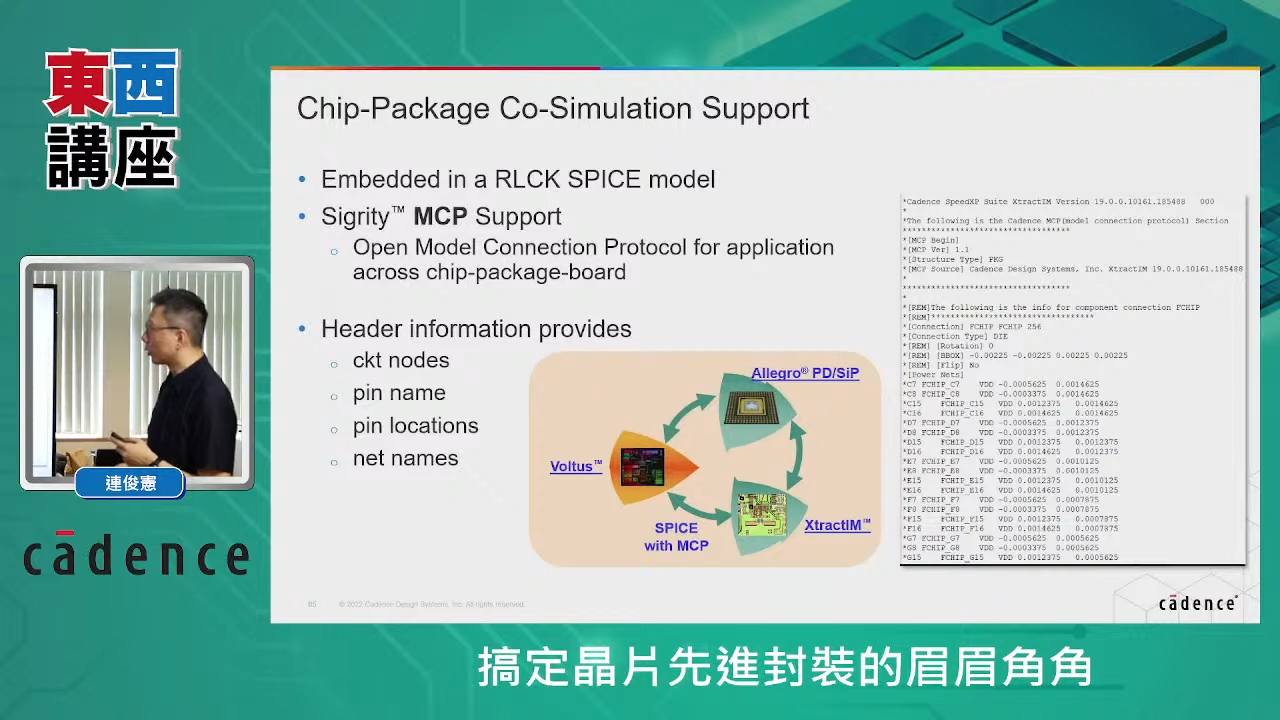 東西
講座
連俊憲
cādence
Chip-Package Co-Simulation Support
• Embedded in a RLCK SPICE model
• Sigrity™ MCP Support
o Open Model Connection Protocol for application
across chip-package-board
• Header information provides
o ckt nodes
o pin name
o pin locations
o net names
Allegro® PD/SiP
Voltus™
XtractIM™
SPICE
with MCP
*Cadence SpeedXP Suite XtractIM Version 19.0.0.10161.185488 000
*
*The following is the Cadence MCP(model connection protocol) Section
***********************************
*[MCP Begin]
*[MCP Ver] 1.1
*[Structure Type] PKG
*[MCP Source] Cadence Design Systems, Inc. XtractIM 19.0.0.10161.185488
*
***********************************
*
*[REM]The following is the info for component connection FCHIP
*[REM]**********************************
*[Connection] FCHIP FCHIP 256
*[Connection Type] DIE
*[REM] [Rotation] 0
*[REM] [BBOX] -0.00225 -0.00225 0.00225 0.00225
*[REM] [Flip] No
*[Power Nets]
*C7 FCHIP_C7 VDD -0.0005625 0.0014625
*C8 FCHIP_C8 VDD -0.0003375 0.0014625
*C15 FCHIP_C15 VDD 0.0012375 0.0014625
*C16 FCHIP_C16 VDD 0.0014625 0.0014625
*D7 FCHIP_D7 VDD -0.0005625 0.0012375
*D8 FCHIP_D8 VDD -0.0003375 0.0012375
*D15 FCHIP_D15 VDD 0.0012375 0.0012375
*D16 FCHIP_D16 VDD 0.0014625 0.0012375
*E7 FCHIP_E7 VDD -0.0005625 0.0010125
*E8 FCHIP_E8 VDD -0.0003375 0.0010125
*E15 FCHIP_E15 VDD 0.0012375 0.0010125
*E16 FCHIP_E16 VDD 0.0014625 0.0010125
*F7 FCHIP_F7 VDD -0.0005625 0.0007875
*F8 FCHIP_F8 VDD -0.0003375 0.0007875
*F15 FCHIP_F15 VDD 0.0012375 0.0007875
*F16 FCHIP_F16 VDD 0.0014625 0.0007875
*G7 FCHIP_G7 VDD -0.0005625 0.0005625
*G8 FCHIP_G8 VDD -0.0003375 0.0005625
*G15 FCHIP_G15 VDD 0.0012375 0.0005625
85 © 2022 Cadence Design Systems, Inc. All rights reserved.
cādence®
搞定晶片先進封裝的眉眉角角